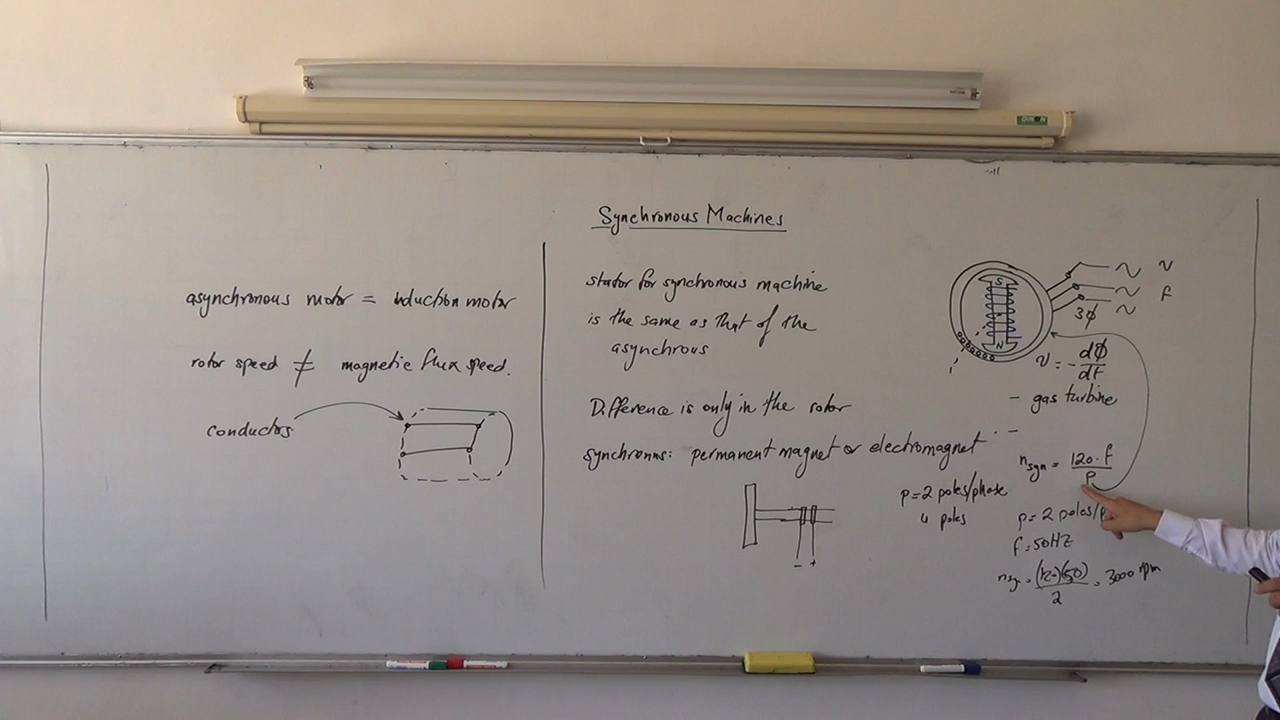 Synchronous Machines
asynchronous motor = induction motor
rotor speed ≠ magnetic flux speed.
conductos
stator for synchronous machine
is the same as that of the
asynchrous
Difference is only in the rotor
synchrnns: permanent magnet or electromagnet
- +
S
N
3ϕ
v
f
v = - dϕ/dt
- gas turbine
-
n_syn = 120.f/P
p=2 poles/phase
4 poles
p=2 poles/p
f=50HZ
n_syn = (120)(50)/2 = 3000 rpm